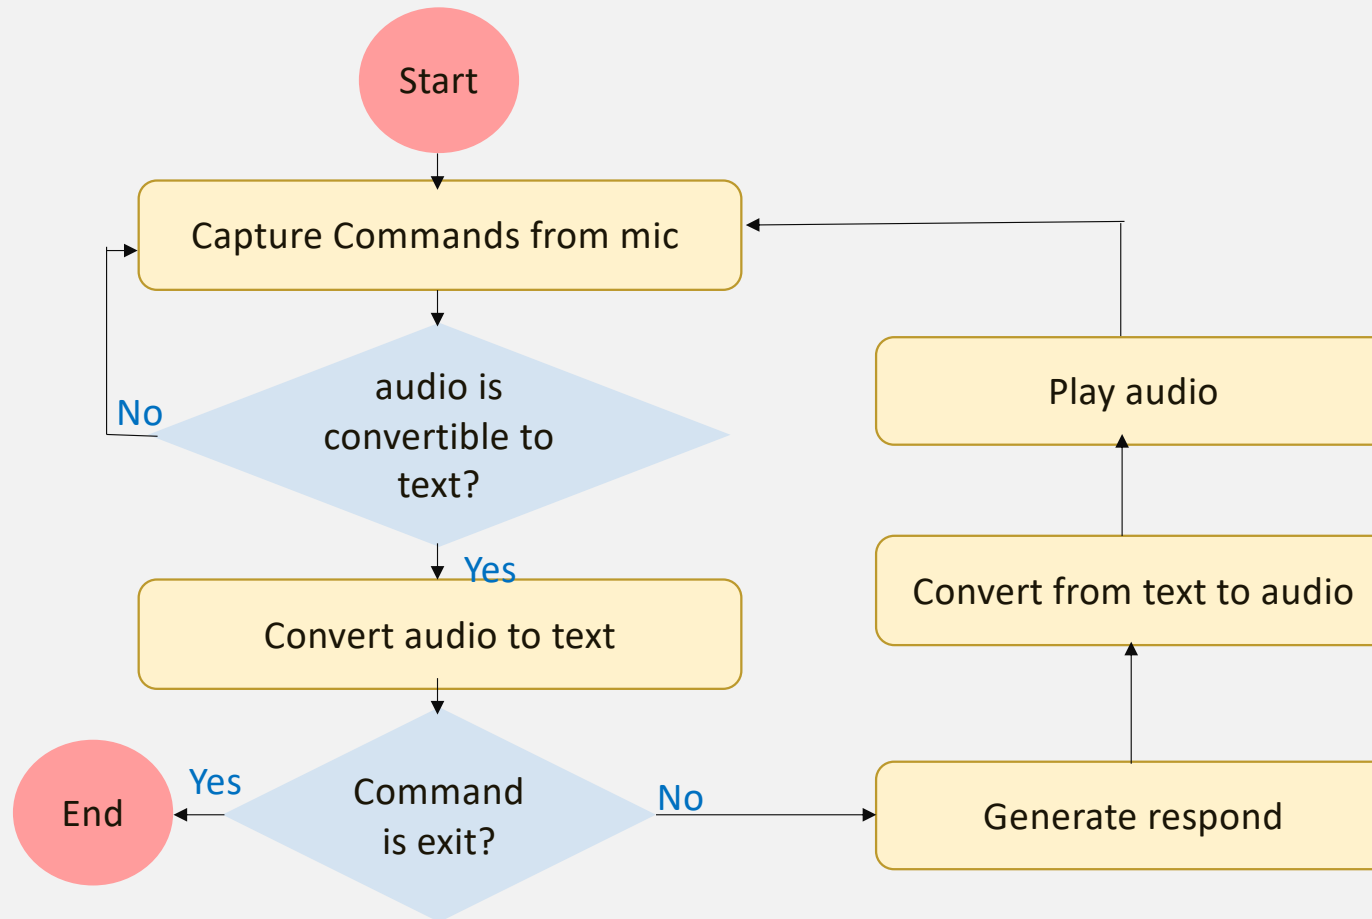 Start
Capture Commands from mic
audio is
convertible to
text?
No
Yes
Convert audio to text
Command
is exit?
Yes
End
No
Generate respond
Convert from text to audio
Play audio